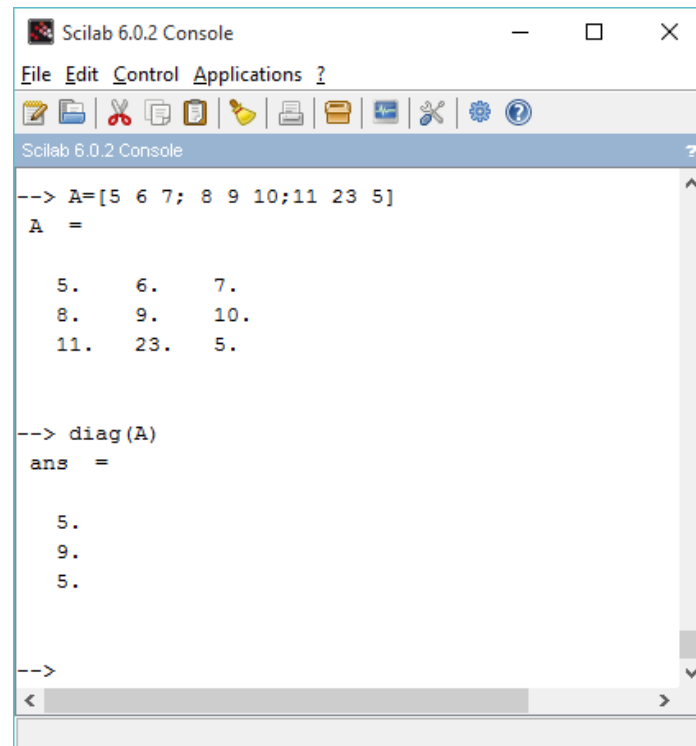 Scilab 6.0.2 Console
File Edit Control Applications ?
Scilab 6.0.2 Console ?
--> A=[5 6 7; 8 9 10;11 23 5]
A  =
5. 6. 7.
8. 9. 10.
11. 23. 5.
--> diag(A)
ans  =
5.
9.
5.
-->